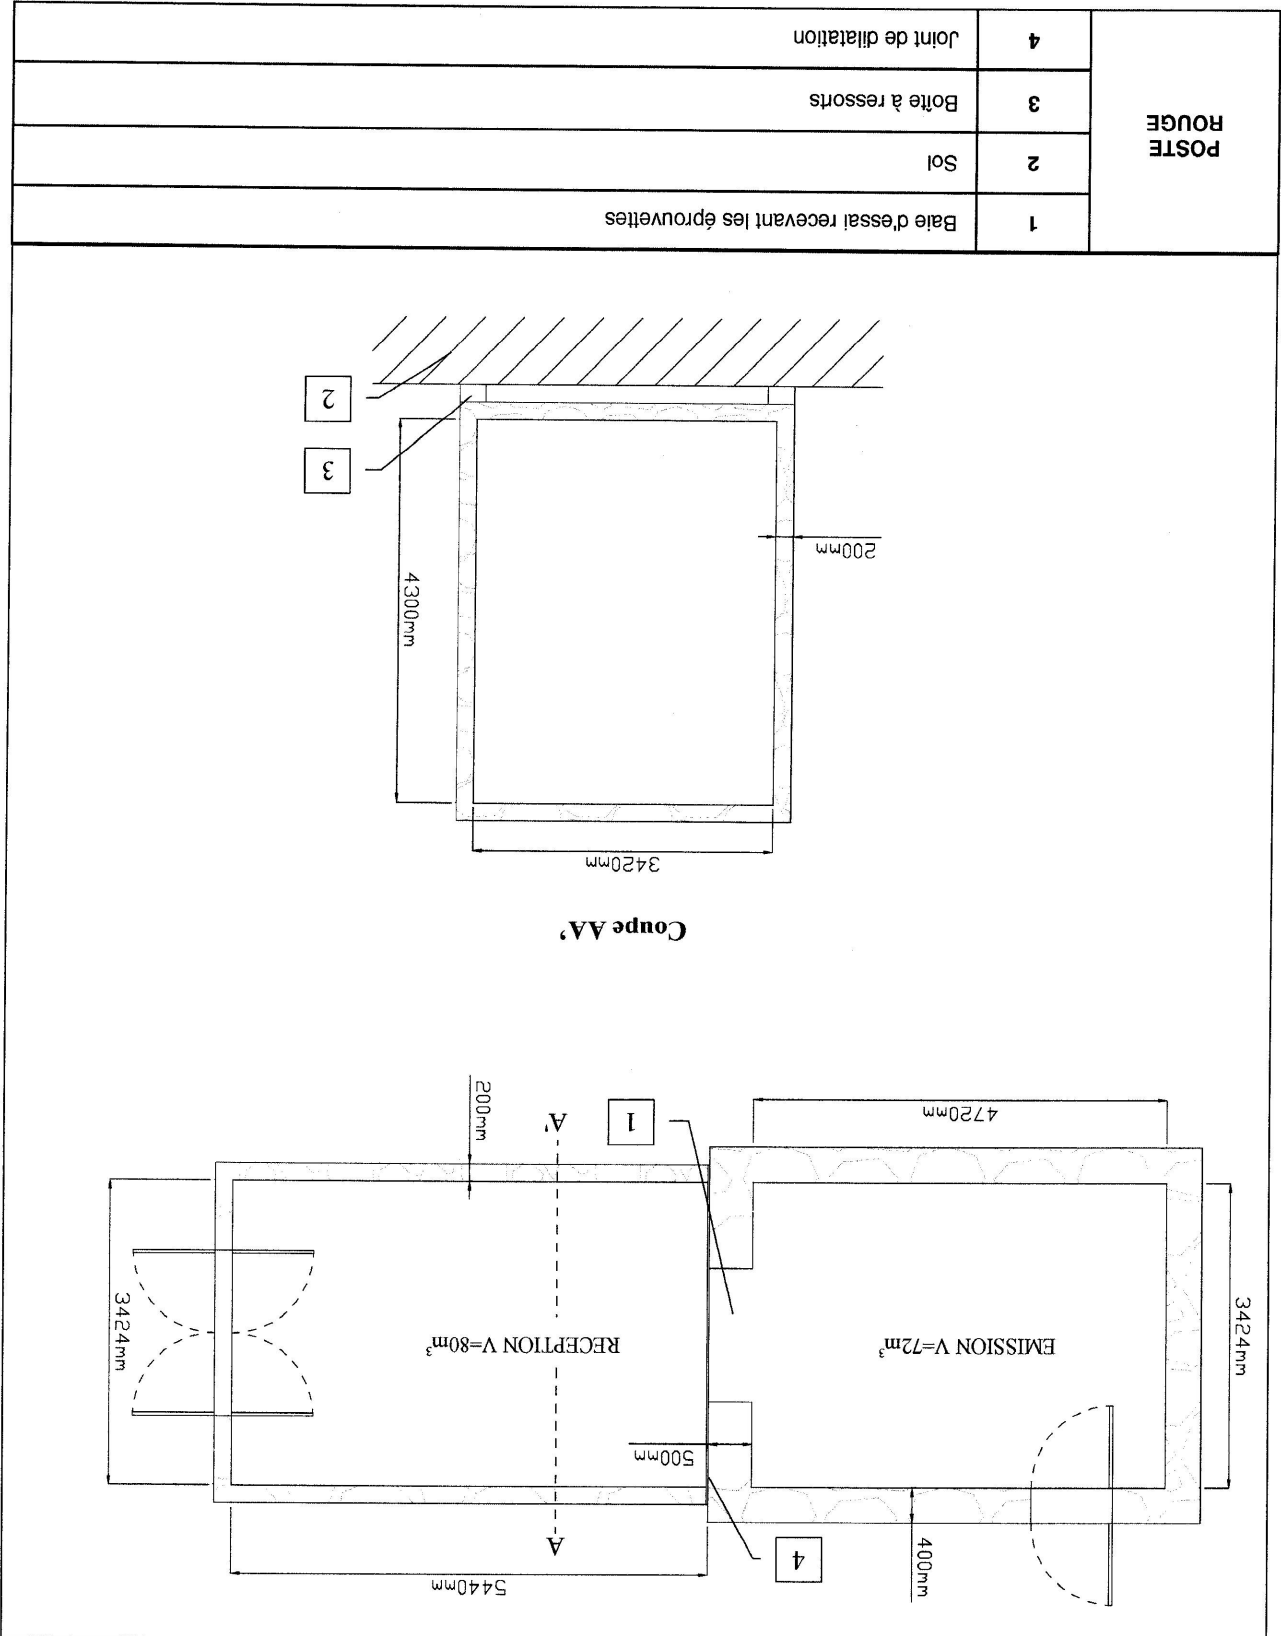 400mm
4
A
5440mm
500mm
3424mm
EMISSION V=72m³
RECEPTION V=80m³
3424mm
4720mm
1
A'
200mm
Coupe AA'
3420mm
4300mm
200mm
3
2
POSTE
ROUGE
1 Baie d'essai recevant les éprouvettes
2 Sol
3 Boîte à ressorts
4 Joint de dilatation